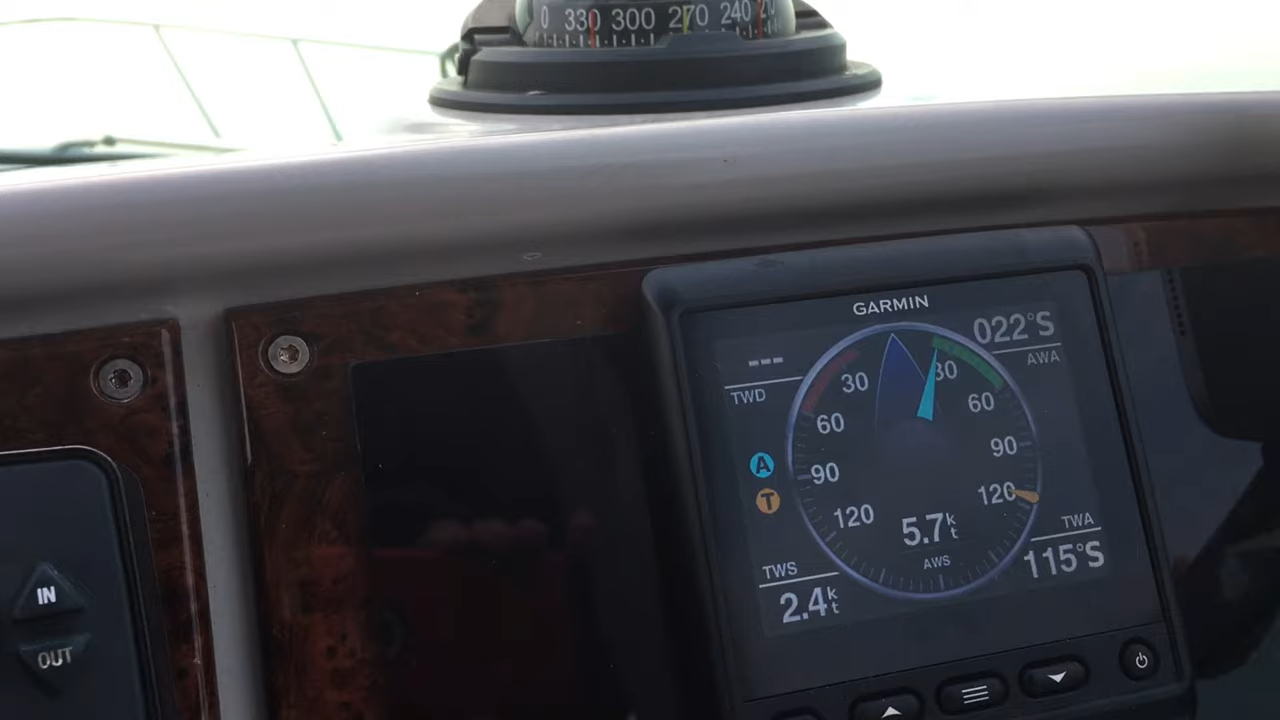 0 330 300 270 240
GARMIN
022°S
AWA
---
TWD
30 30
60 60
90 90
120 120
A
T
5.7kt
AWS
TWA
115°S
TWS
2.4kt
IN
OUT